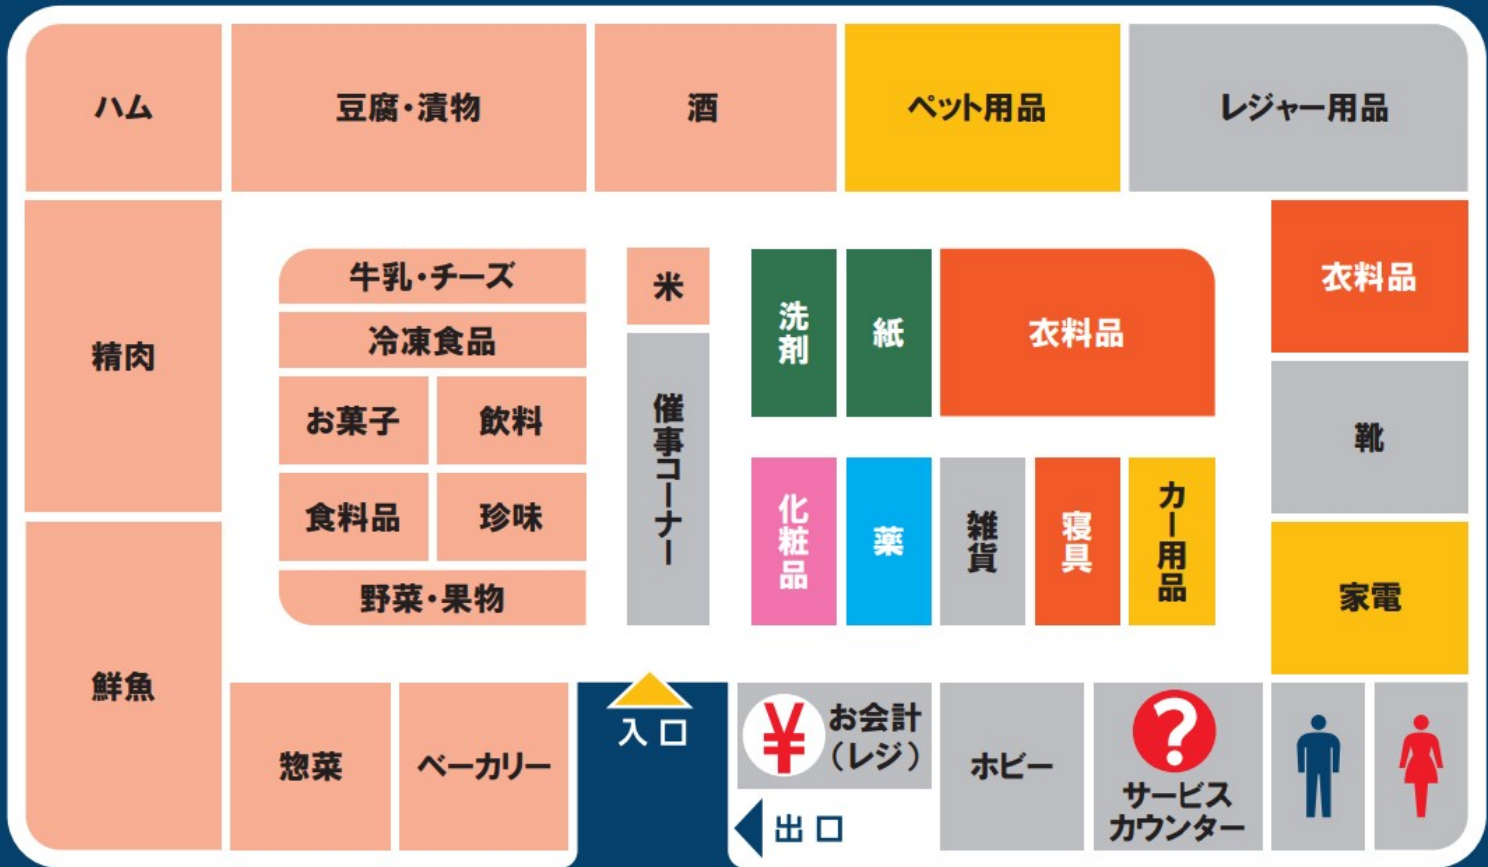 ハム
豆腐・漬物
酒
ペット用品
レジャー用品
精肉
牛乳・チーズ
冷凍食品
お菓子
飲料
食料品
珍味
野菜・果物
米
催事コーナー
洗剤
紙
衣料品
衣料品
靴
化粧品
薬
雑貨
寝具
カー用品
家電
鮮魚
惣菜
ベーカリー
入口
¥
お会計
（レジ）
出口
ホビー
?
サービス
カウンター